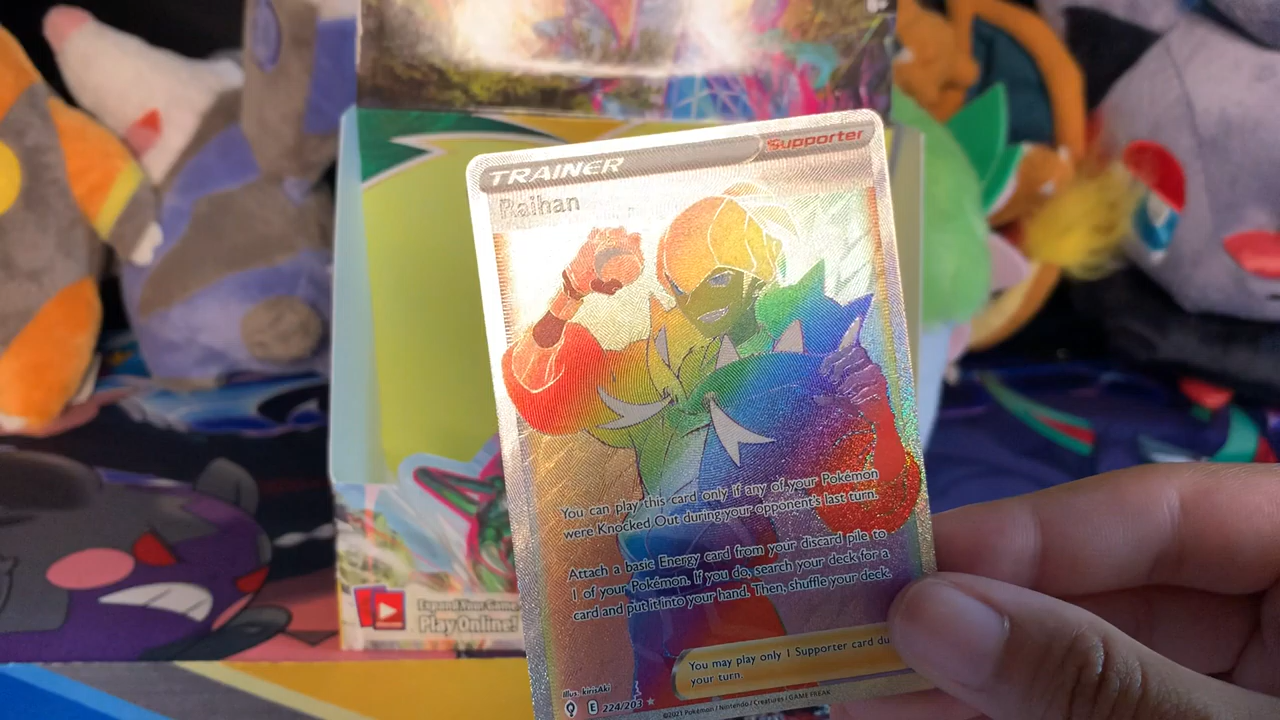 TRAINER Supporter
Raihan
You can play this card only if any of your Pokémon
were Knocked Out during your opponent's last turn.
Attach a basic Energy card from your discard pile to
1 of your Pokémon. If you do, search your deck for a
card and put it into your hand. Then, shuffle your deck.
You may play only 1 Supporter card du
your turn.
Illus. kirisAki
E 224/203
©2021 Pokémon / Nintendo / Creatures / GAME FREAK
Expand Your Game
Play Online!